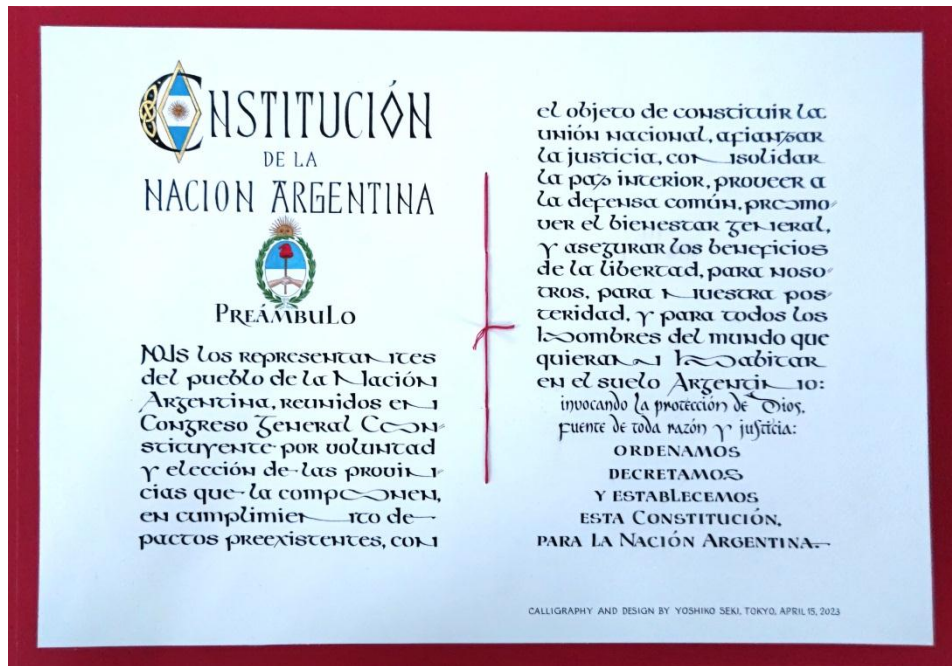 CONSTITUCIÓN
DE LA
NACION ARGENTINA
PREÁMBULO
NOS los representantes
del pueblo de la Nación
Argentina, reunidos en
Congreso General Con-
stituyente por voluntad
y elección de las provin-
cias que la componen,
en cumplimiento de
pactos preexistentes, con
el objeto de constituir la
unión nacional, afianzar
la justicia, consolidar
la paz interior, proveer a
la defensa común, promo-
ver el bienestar general,
y asegurar los beneficios
de la libertad, para noso-
tros, para nuestra pos-
teridad, y para todos los
hombres del mundo que
quieran habitar
en el suelo Argentino:
invocando la protección de Dios,
fuente de toda razón y justicia:
ORDENAMOS
DECRETAMOS
Y ESTABLECEMOS
ESTA CONSTITUCIÓN,
PARA LA NACIÓN ARGENTINA.
CALLIGRAPHY AND DESIGN BY YOSHIKO SEKI, TOKYO, APRIL 15, 2023